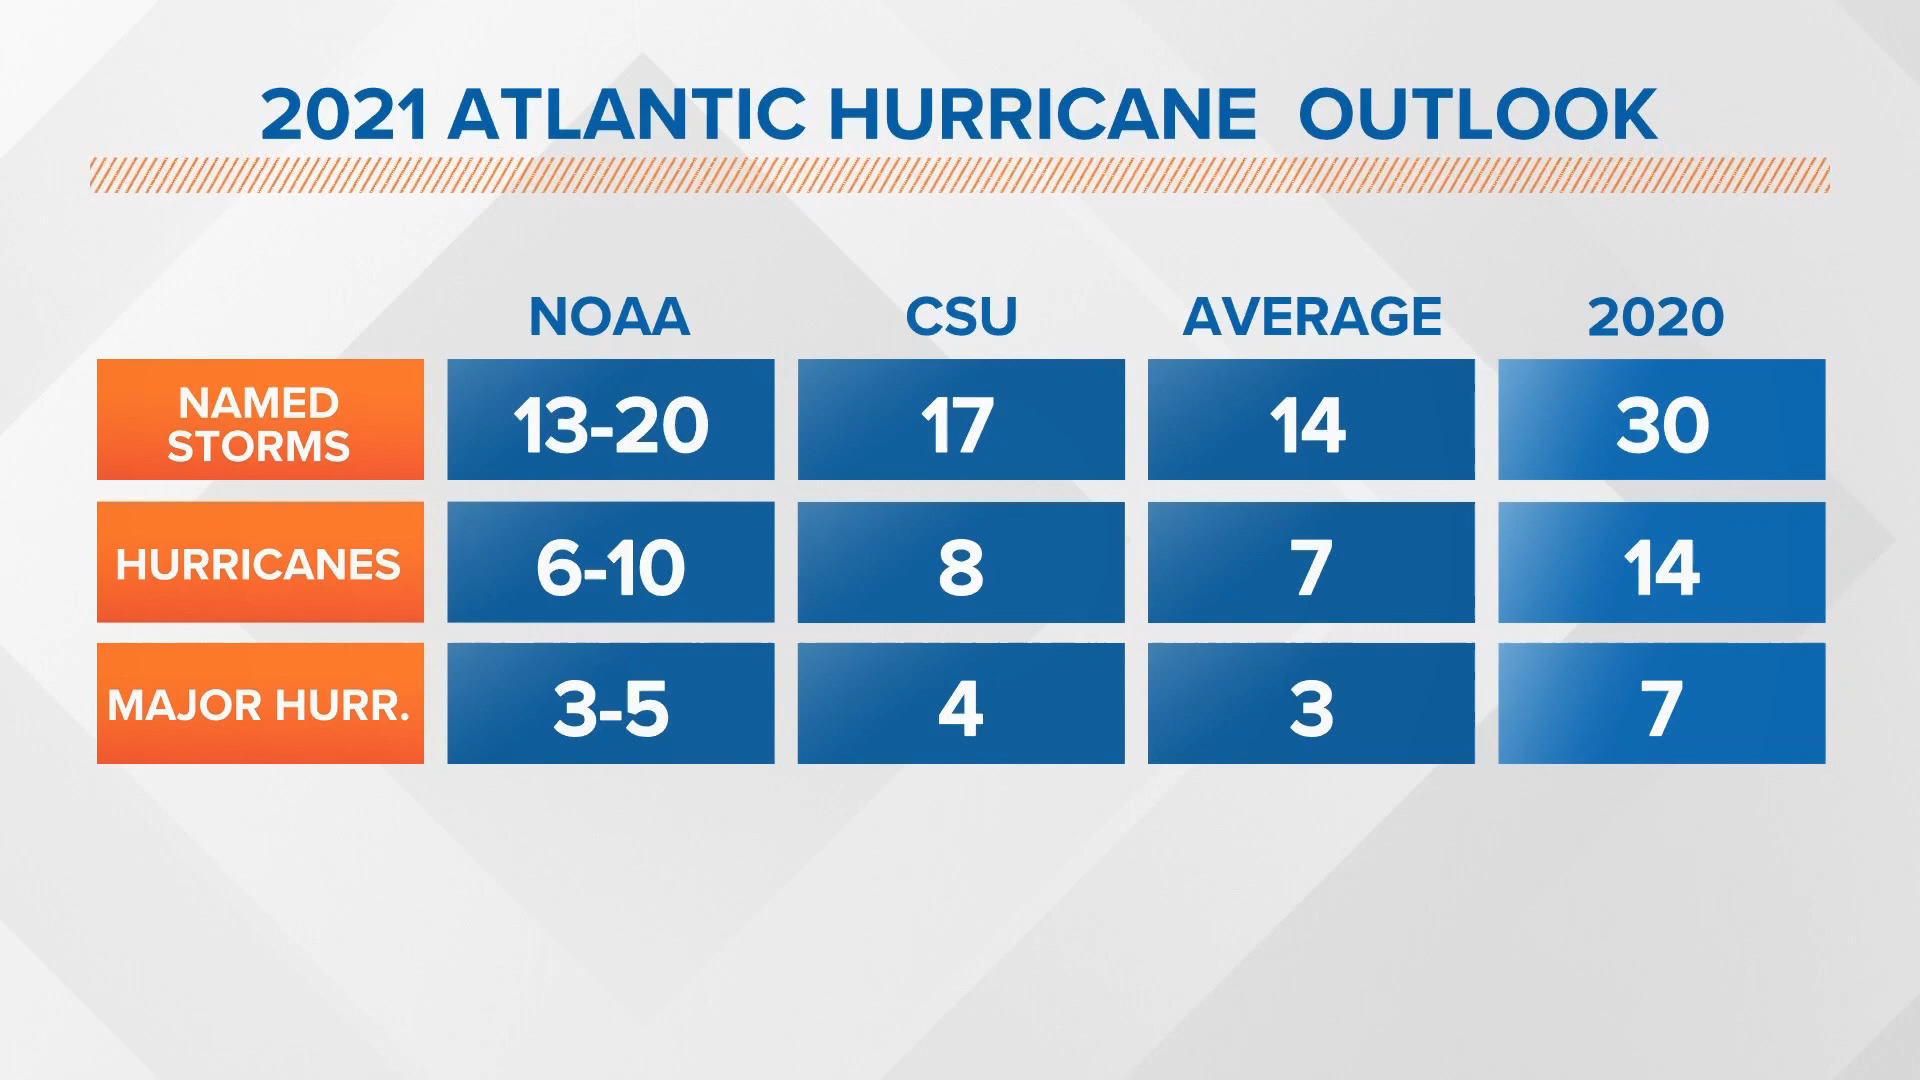 2021 ATLANTIC HURRICANE OUTLOOK
NOAA CSU AVERAGE 2020
NAMED
STORMS
13-20 17 14 30
HURRICANES 6-10 8 7 14
MAJOR HURR. 3-5 4 3 7